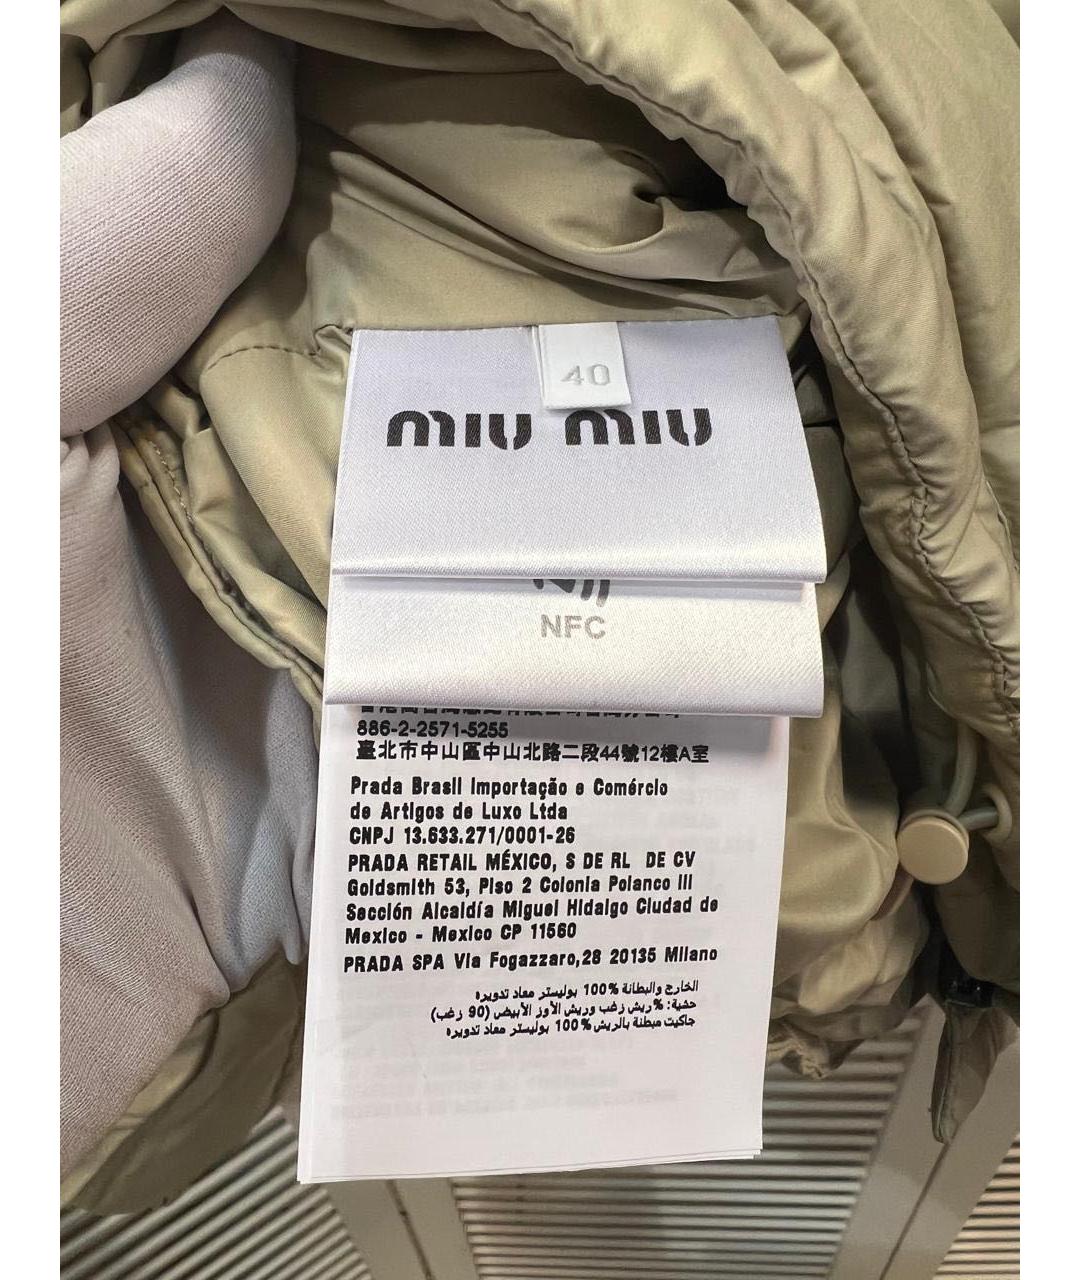 40
miu miu
NFC
886-2-2571-5255
臺北市中山區中山北路二段44號12樓A室
Prada Brasil Importação e Comércio
de Artigos de Luxo Ltda
CNPJ 13.633.271/0001-26
PRADA RETAIL MÉXICO, S DE RL DE CV
Goldsmith 53, Piso 2 Colonia Polanco III
Sección Alcaldía Miguel Hidalgo Ciudad de
Mexico - Mexico CP 11560
PRADA SPA Via Fogazzaro,28 20135 Milano
الخارج والبطانة %100 بوليستر معاد تدويره
حشية: %ريش زغب وريش الأوز الأبيض (90 زغب)
جاكيت مبطنة بالريش %100 بوليستر معاد تدويره